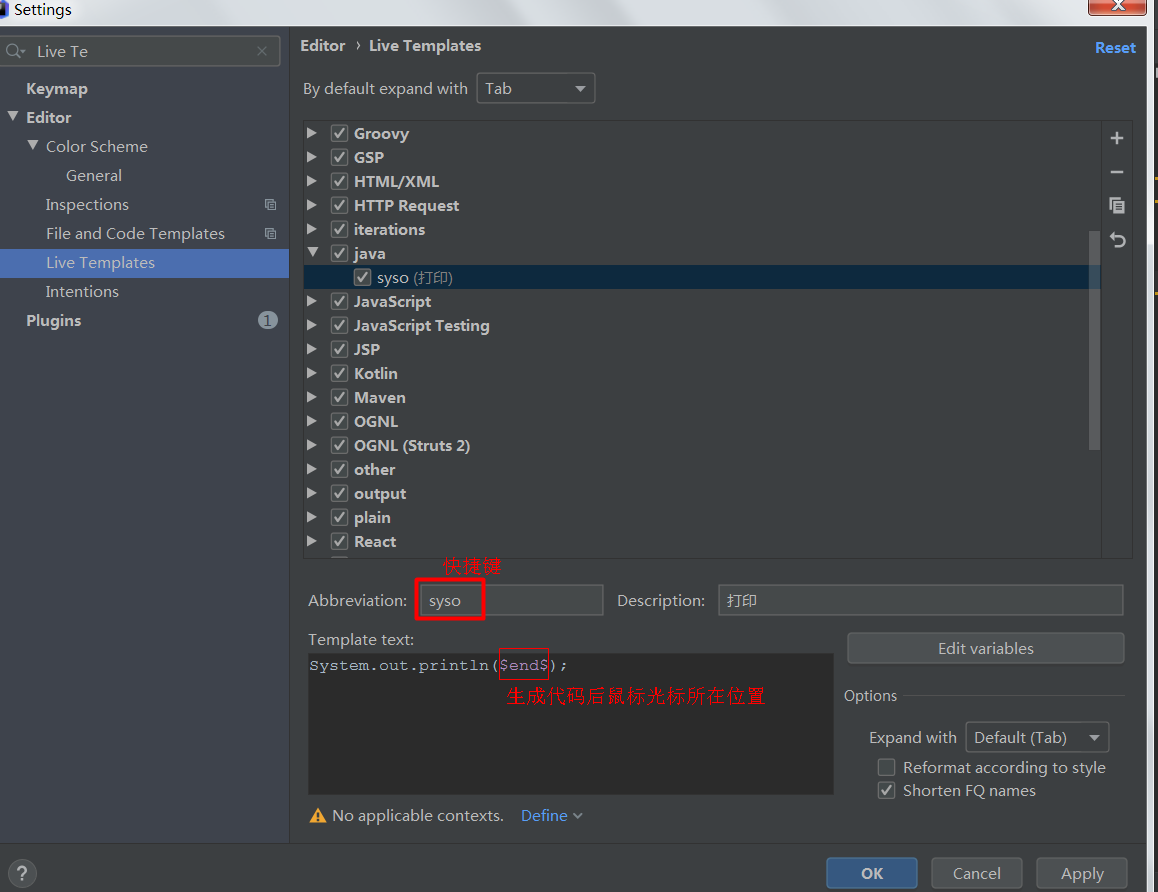 Settings
Live Te
Keymap
Editor
Color Scheme
General
Inspections
File and Code Templates
Live Templates
Intentions
Plugins 1
Editor › Live Templates
Reset
By default expand with Tab
Groovy
GSP
HTML/XML
HTTP Request
iterations
java
syso (打印)
JavaScript
JavaScript Testing
JSP
Kotlin
Maven
OGNL
OGNL (Struts 2)
other
output
plain
React
快捷键
Abbreviation: syso Description: 打印
Template text:
Edit variables
System.out.println($end$);
生成代码后鼠标光标所在位置
Options
Expand with Default (Tab)
Reformat according to style
Shorten FQ names
No applicable contexts. Define
? OK Cancel Apply